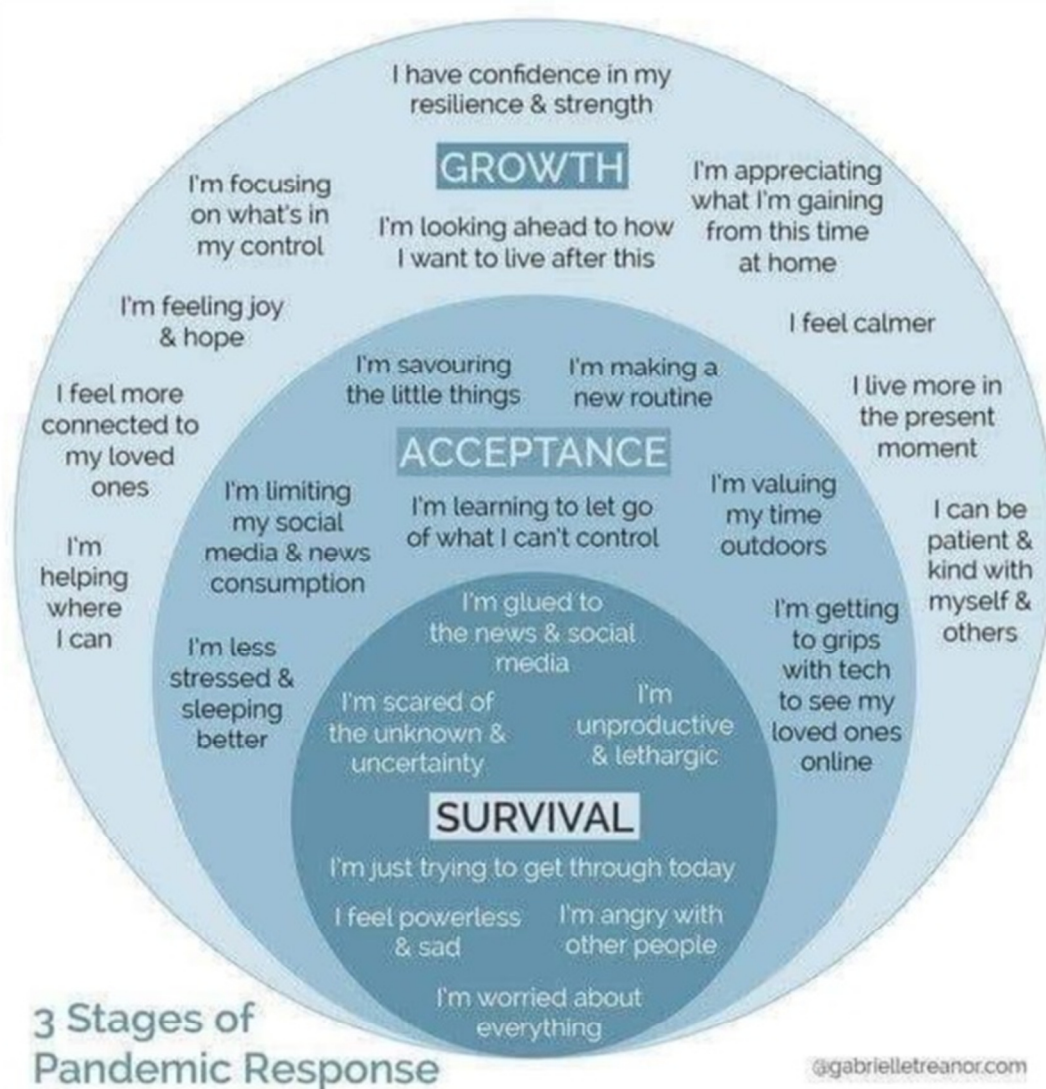 I have confidence in my
resilience & strength
GROWTH
I'm focusing
on what's in
my control
I'm looking ahead to how
I want to live after this
I'm appreciating
what I'm gaining
from this time
at home
I'm feeling joy
& hope
I feel calmer
I feel more
connected to
my loved
ones
I live more in
the present
moment
I'm
helping
where
I can
I can be
patient &
kind with
myself &
others
I'm savouring
the little things
I'm making a
new routine
ACCEPTANCE
I'm limiting
my social
media & news
consumption
I'm learning to let go
of what I can't control
I'm valuing
my time
outdoors
I'm less
stressed &
sleeping
better
I'm getting
to grips
with tech
to see my
loved ones
online
I'm glued to
the news & social
media
I'm scared of
the unknown &
uncertainty
I'm
unproductive
& lethargic
SURVIVAL
I'm just trying to get through today
I feel powerless
& sad
I'm angry with
other people
I'm worried about
everything
3 Stages of
Pandemic Response
@gabrielletreanor.com